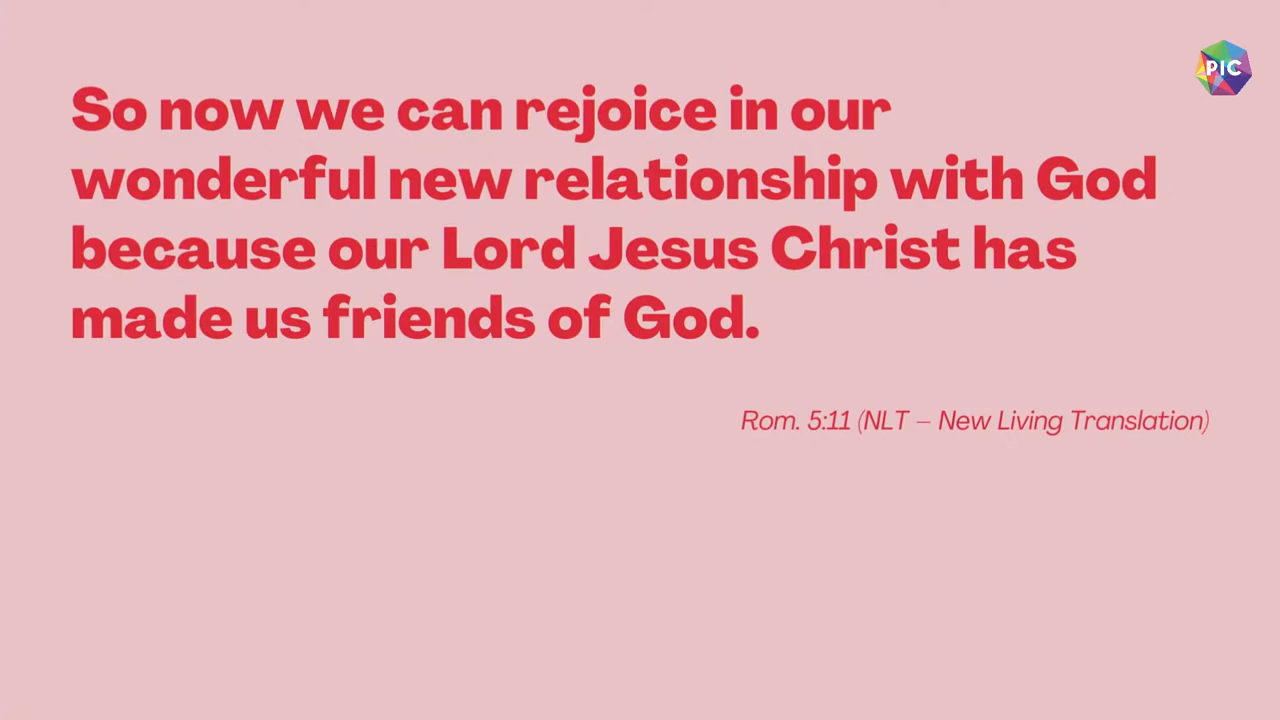 PIC
So now we can rejoice in our
wonderful new relationship with God
because our Lord Jesus Christ has
made us friends of God.
Rom. 5:11 (NLT – New Living Translation)